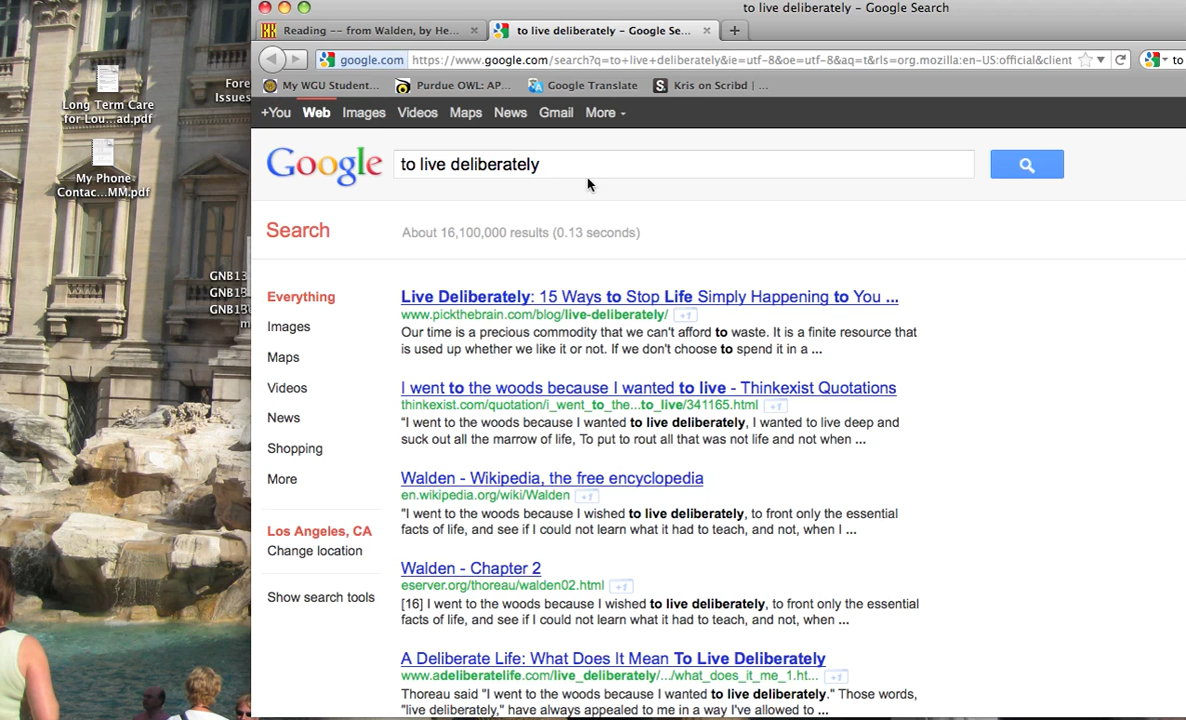 to live deliberately – Google Search
Reading -- from Walden, by He...
to live deliberately – Google Se...
google.com
https://www.google.com/search?q=to+live+deliberately&ie=utf-8&oe=utf-8&aq=t&rls=org.mozilla:en-US:official&client
to
My WGU Student...
Purdue OWL: AP...
Google Translate
Kris on Scribd | ...
+You Web Images Videos Maps News Gmail More
Google
to live deliberately
Search
About 16,100,000 results (0.13 seconds)
Everything
Images
Maps
Videos
News
Shopping
More
Los Angeles, CA
Change location
Show search tools
Live Deliberately: 15 Ways to Stop Life Simply Happening to You ...
www.pickthebrain.com/blog/live-deliberately/ +1
Our time is a precious commodity that we can't afford to waste. It is a finite resource that
is used up whether we like it or not. If we don't choose to spend it in a ...
I went to the woods because I wanted to live - Thinkexist Quotations
thinkexist.com/quotation/i_went_to_the...to_live/341165.html +1
"I went to the woods because I wanted to live deliberately, I wanted to live deep and
suck out all the marrow of life, To put to rout all that was not life and not when ...
Walden - Wikipedia, the free encyclopedia
en.wikipedia.org/wiki/Walden +1
"I went to the woods because I wished to live deliberately, to front only the essential
facts of life, and see if I could not learn what it had to teach, and not, when I ...
Walden - Chapter 2
eserver.org/thoreau/walden02.html +1
[16] I went to the woods because I wished to live deliberately, to front only the essential
facts of life, and see if I could not learn what it had to teach, and not, when ...
A Deliberate Life: What Does It Mean To Live Deliberately
www.adeliberatelife.com/live_deliberately/.../what_does_it_me_1.ht... +1
Thoreau said "I went to the woods because I wanted to live deliberately." Those words,
"live deliberately," have always appealed to me in a way I've allowed to ...
Long Term Care
for Lou...ad.pdf
My Phone
Contac...MM.pdf
Fore
Issues
GNB13
GNB1
GNB1
m